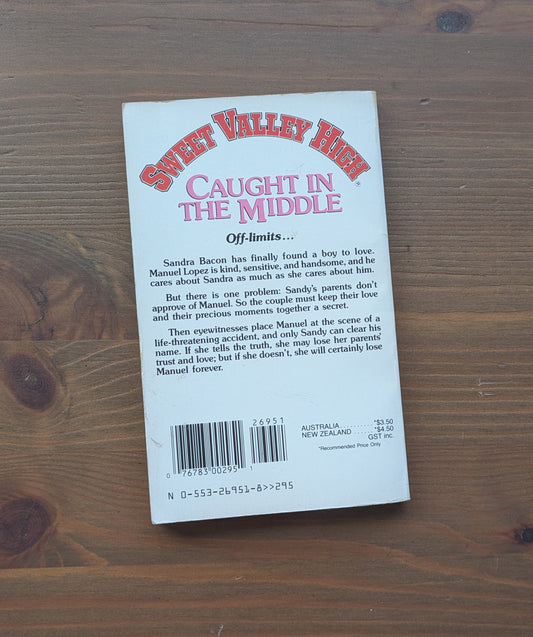 SWEET VALLEY HIGH®
CAUGHT IN
THE MIDDLE
Off-limits...
Sandra Bacon has finally found a boy to love.
Manuel Lopez is kind, sensitive, and handsome, and he
cares about Sandra as much as she cares about him.
But there is one problem: Sandy's parents don't
approve of Manuel. So the couple must keep their love
and their precious moments together a secret.
Then eyewitnesses place Manuel at the scene of a
life-threatening accident, and only Sandy can clear his
name. If she tells the truth, she may lose her parents'
trust and love; but if she doesn't, she will certainly lose
Manuel forever.
26951
AUSTRALIA ......... *$3.50
NEW ZEALAND ...... *$4.50
GST inc.
*Recommended Price Only
0 76783 00295 1
N 0-553-26951-8>>295